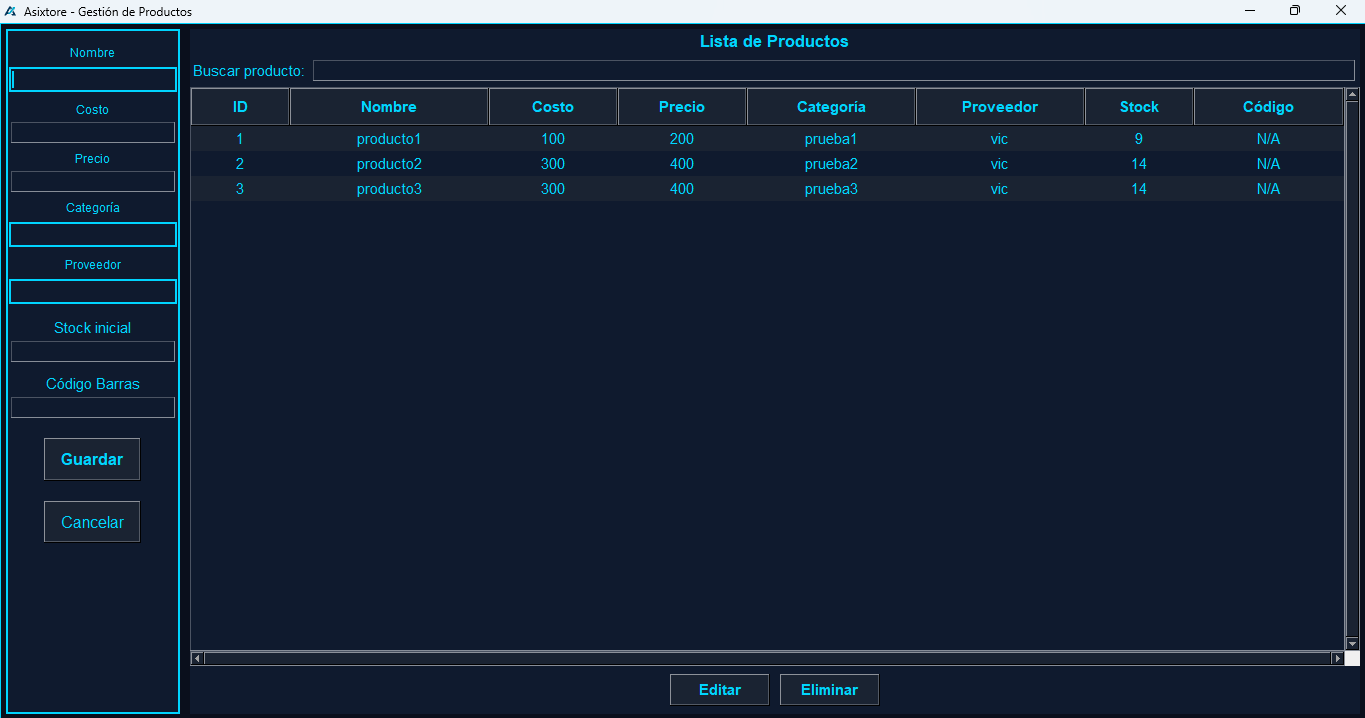 Asixtore - Gestión de Productos
Nombre
Costo
Precio
Categoría
Proveedor
Stock inicial
Código Barras
Guardar
Cancelar
Lista de Productos
Buscar producto:
ID Nombre Costo Precio Categoría Proveedor Stock Código
1 producto1 100 200 prueba1 vic 9 N/A
2 producto2 300 400 prueba2 vic 14 N/A
3 producto3 300 400 prueba3 vic 14 N/A
Editar Eliminar